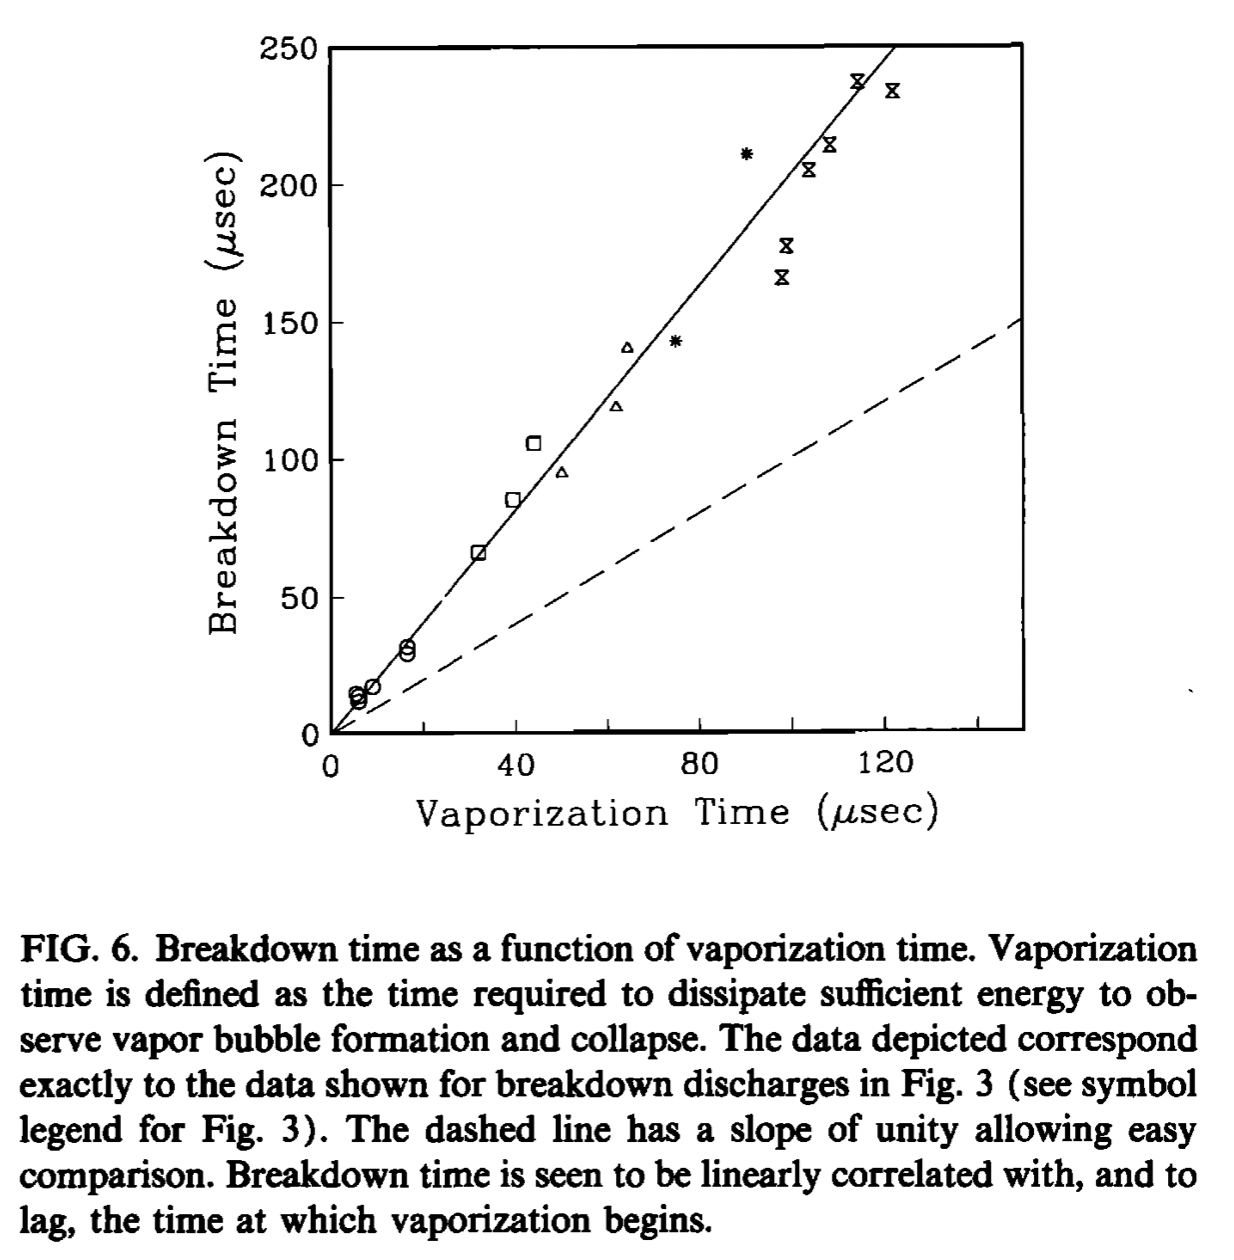 250
200
150
100
50
0
Breakdown Time (μsec)
0 40 80 120
Vaporization Time (μsec)
FIG. 6. Breakdown time as a function of vaporization time. Vaporization
time is defined as the time required to dissipate sufficient energy to ob-
serve vapor bubble formation and collapse. The data depicted correspond
exactly to the data shown for breakdown discharges in Fig. 3 (see symbol
legend for Fig. 3). The dashed line has a slope of unity allowing easy
comparison. Breakdown time is seen to be linearly correlated with, and to
lag, the time at which vaporization begins.